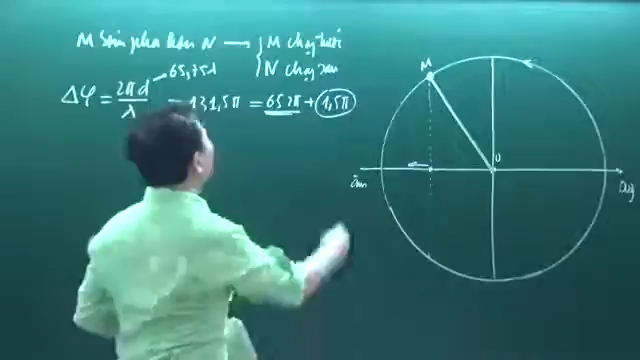 M Sớm pha hơn N → { M chạy trước
N chạy sau
Δφ = 2πd/λ = 131,5π = 65.2π + 1,5π
65,75λ
M
O
Âm
Dương